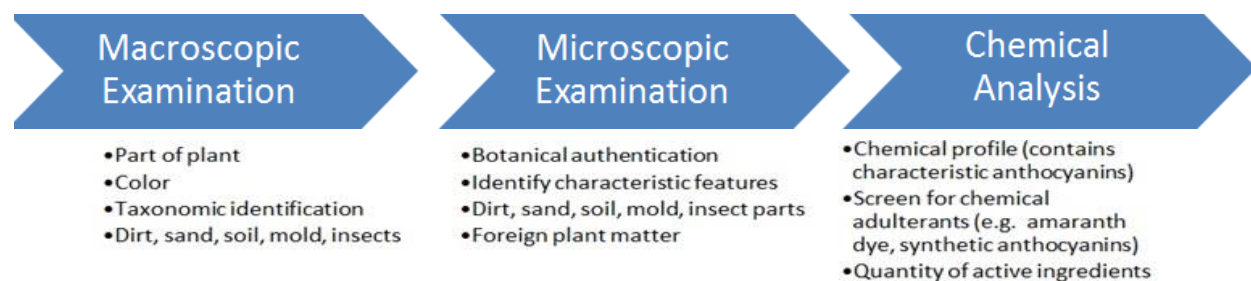 Macroscopic
Examination
•Part of plant
•Color
•Taxonomic identification
•Dirt, sand, soil, mold, insects
Microscopic
Examination
•Botanical authentication
•Identify characteristic features
•Dirt, sand, soil, mold, insect parts
•Foreign plant matter
Chemical
Analysis
•Chemical profile (contains
characteristic anthocyanins)
•Screen for chemical
adulterants (e.g. amaranth
dye, synthetic anthocyanins)
•Quantity of active ingredients